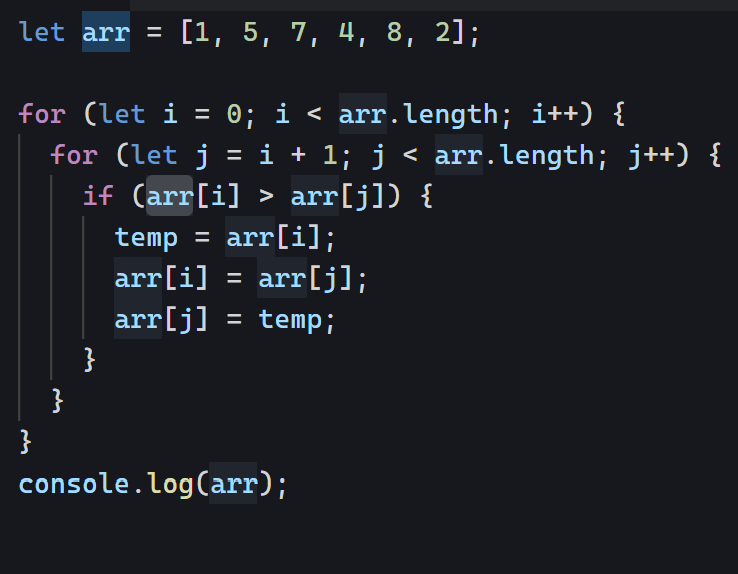 let arr = [1, 5, 7, 4, 8, 2];
for (let i = 0; i < arr.length; i++) {
for (let j = i + 1; j < arr.length; j++) {
if (arr[i] > arr[j]) {
temp = arr[i];
arr[i] = arr[j];
arr[j] = temp;
}
}
}
console.log(arr);